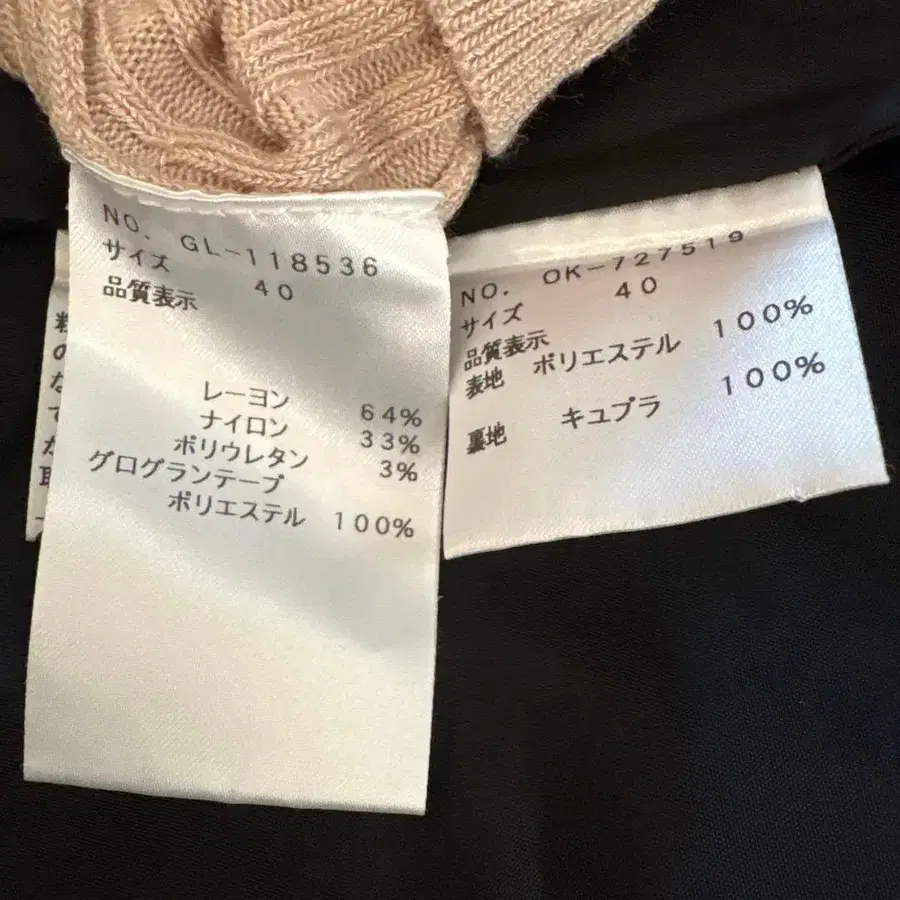 NO. GL-118536
サイズ 40
品質表示
レーヨン 64%
ナイロン 33%
ポリウレタン 3%
グログランテープ
ポリエステル 100%
NO. OK-727519
サイズ 40
品質表示
表地 ポリエステル 100%
裏地 キュプラ 100%